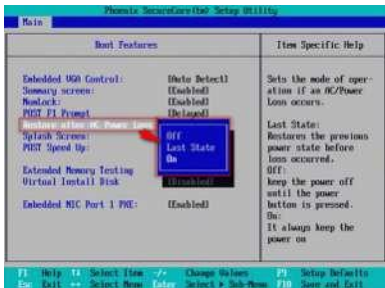 Phoenix SecureCore(tm) Setup Utility
Main
Boot Features
Item Specific Help
Embedded VGA Control: [Auto Detect]
Summary screen: [Enabled]
NumLock: [Enabled]
POST F1 Prompt [Delayed]
Restore after AC Power Loss
Splash Screen:
POST Speed Up:
Extended Memory Testing
Virtual Install Disk [Disabled]
Embedded NIC Port 1 PXE: [Enabled]
Off
Last State
On
Sets the mode of oper-
ation if an AC/Power
Loss occurs.
Last State:
Restores the previous
power state before
loss occurred.
Off:
keep the power off
until the power
button is pressed.
On:
It always keep the
power on
F1 Help ↑↓ Select Item -/+ Change Values F9 Setup Defaults
Esc Exit ↔ Select Menu Enter Select ▶ Sub-Menu F10 Save and Exit